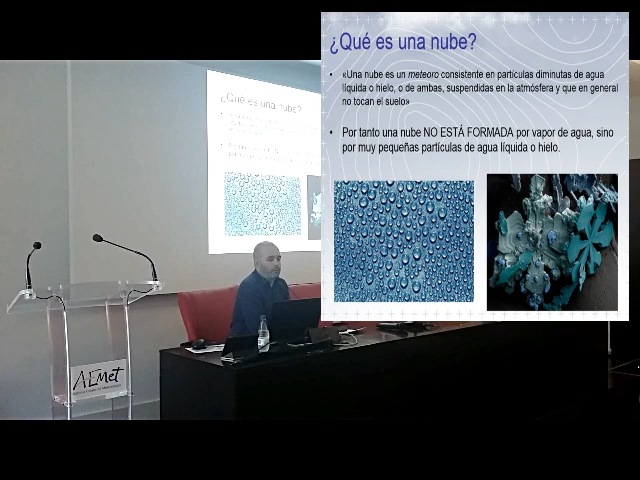 ¿Qué es una nube?
• «Una nube es un meteoro consistente en partículas diminutas de agua
líquida o hielo, o de ambas, suspendidas en la atmósfera y que en general
no tocan el suelo»
• Por tanto una nube NO ESTÁ FORMADA por vapor de agua, sino
por muy pequeñas partículas de agua líquida o hielo.
¿Qué es una nube?
AEMet